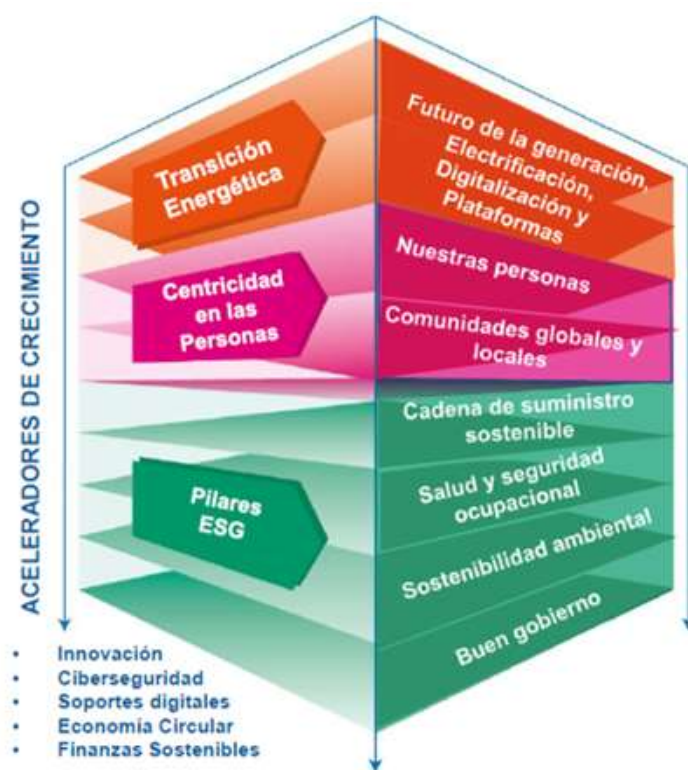 Transición
Energética
Futuro de la generación,
Electrificación,
Digitalización y
Plataformas
Centricidad
en las
Personas
Nuestras personas
Comunidades globales y
locales
Pilares
ESG
Cadena de suministro
sostenible
Salud y seguridad
ocupacional
Sostenibilidad ambiental
Buen gobierno
ACELERADORES DE CRECIMIENTO
• Innovación
• Ciberseguridad
• Soportes digitales
• Economía Circular
• Finanzas Sostenibles